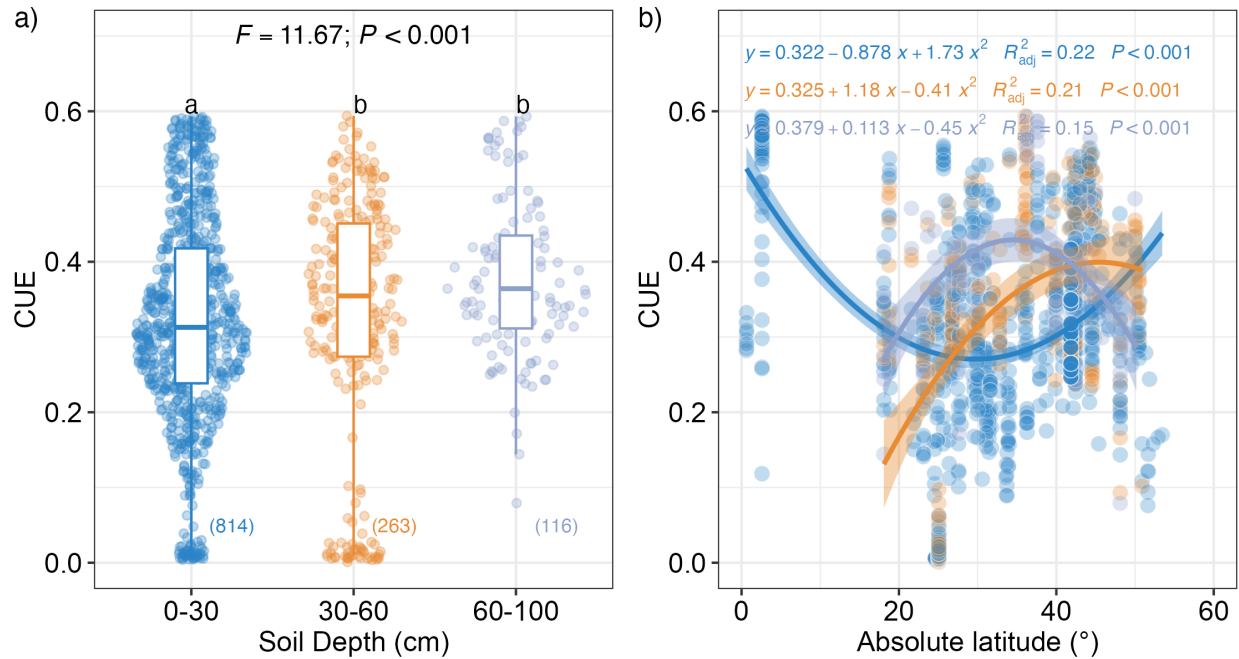 a)
F = 11.67; P < 0.001
a b b
CUE
0.6
0.4
0.2
0.0
(814) (263) (116)
0-30 30-60 60-100
Soil Depth (cm)
b)
y = 0.322 − 0.878 x + 1.73 x² R²adj = 0.22 P < 0.001
y = 0.325 + 1.18 x − 0.41 x² R²adj = 0.21 P < 0.001
y = 0.379 + 0.113 x − 0.45 x² R²adj = 0.15 P < 0.001
CUE
0.6
0.4
0.2
0.0
0 20 40 60
Absolute latitude (°)